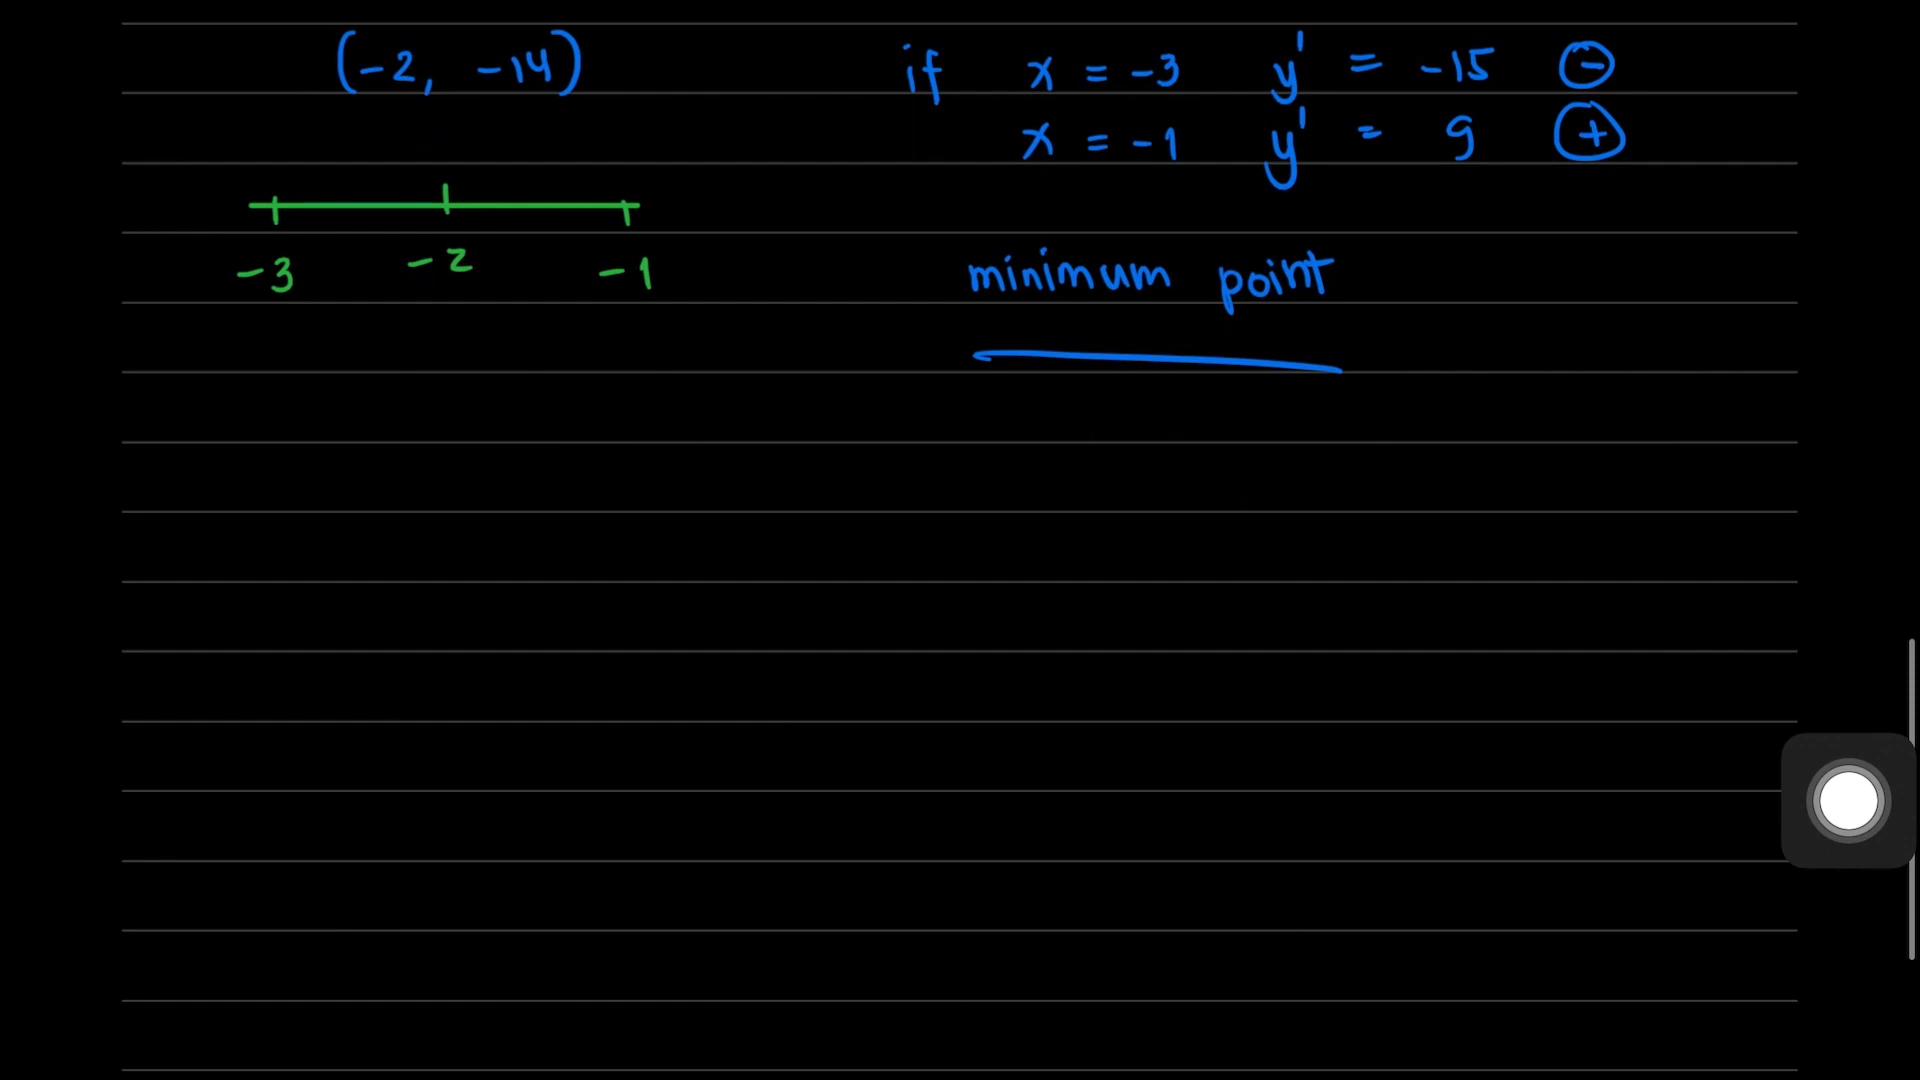 (-2, -14)
if x = -3 y' = -15 ⊖
x = -1 y' = 9 ⊕
-3 -2 -1
minimum point